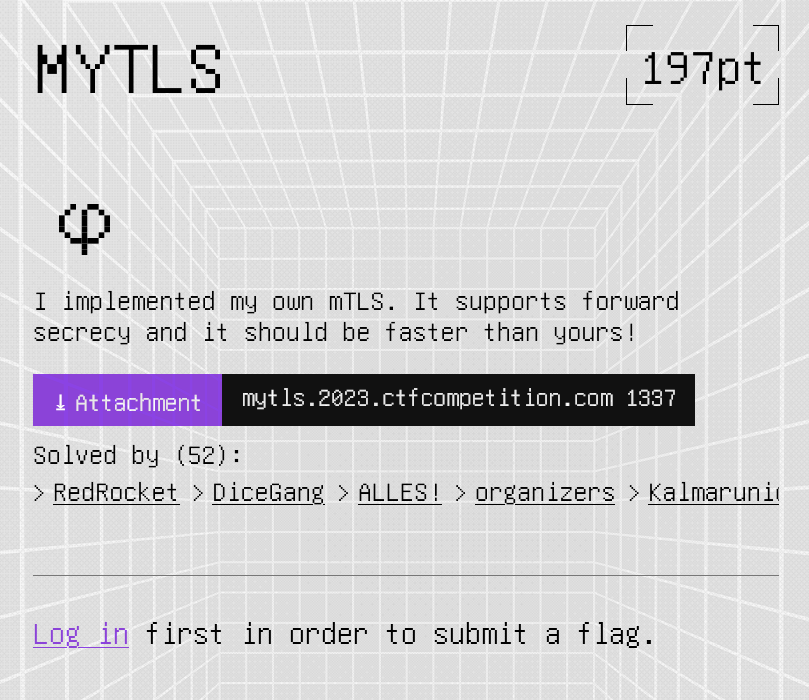 MYTLS
197pt
φ
I implemented my own mTLS. It supports forward
secrecy and it should be faster than yours!
⤓ Attachment mytls.2023.ctfcompetition.com 1337
Solved by (52):
> RedRocket > DiceGang > ALLES! > organizers > Kalmaruni
Log in first in order to submit a flag.